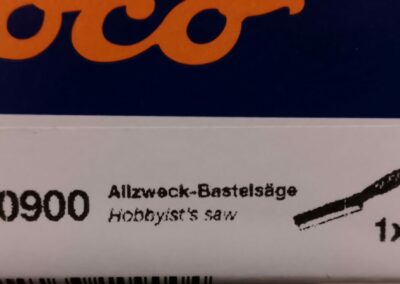 oco
0900
Allzweck-Bastelsäge
Hobbyist's saw
1x